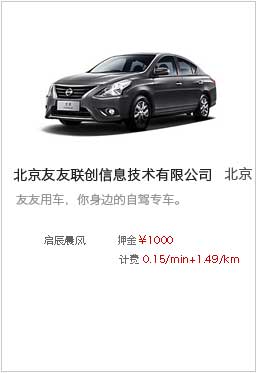 北京友友联创信息技术有限公司 北京
友友用车，你身边的自驾专车。
启辰晨风 押金 ¥1000
计费 0.15/min+1.49/km